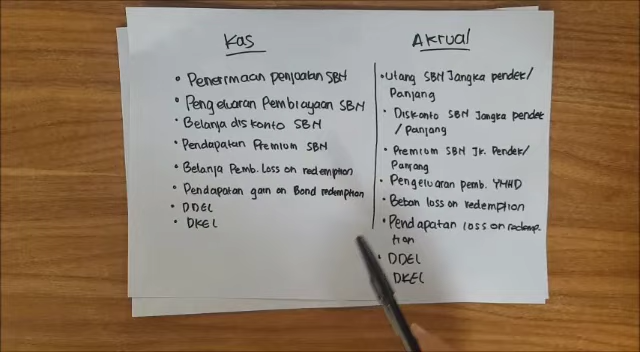 Kas
• Penerimaan Penjualan SBN
• Pengeluaran Pembiayaan SBN
• Belanja diskonto SBN
• Pendapatan Premium SBN
• Belanja Pemb. Loss on redemption
• Pendapatan gain on Bond redemption
• DDEL
• DKEL
Akrual
• Utang SBN Jangka pendek/
Panjang
• Diskonto SBN Jangka pendek
/ Panjang
• Premium SBN Jk. Pendek/
Panjang
• Pengeluaran pemb. YMHD
• Beban loss on redemption
• Pendapatan loss on redemp-
tion
• DDEL
DKEL